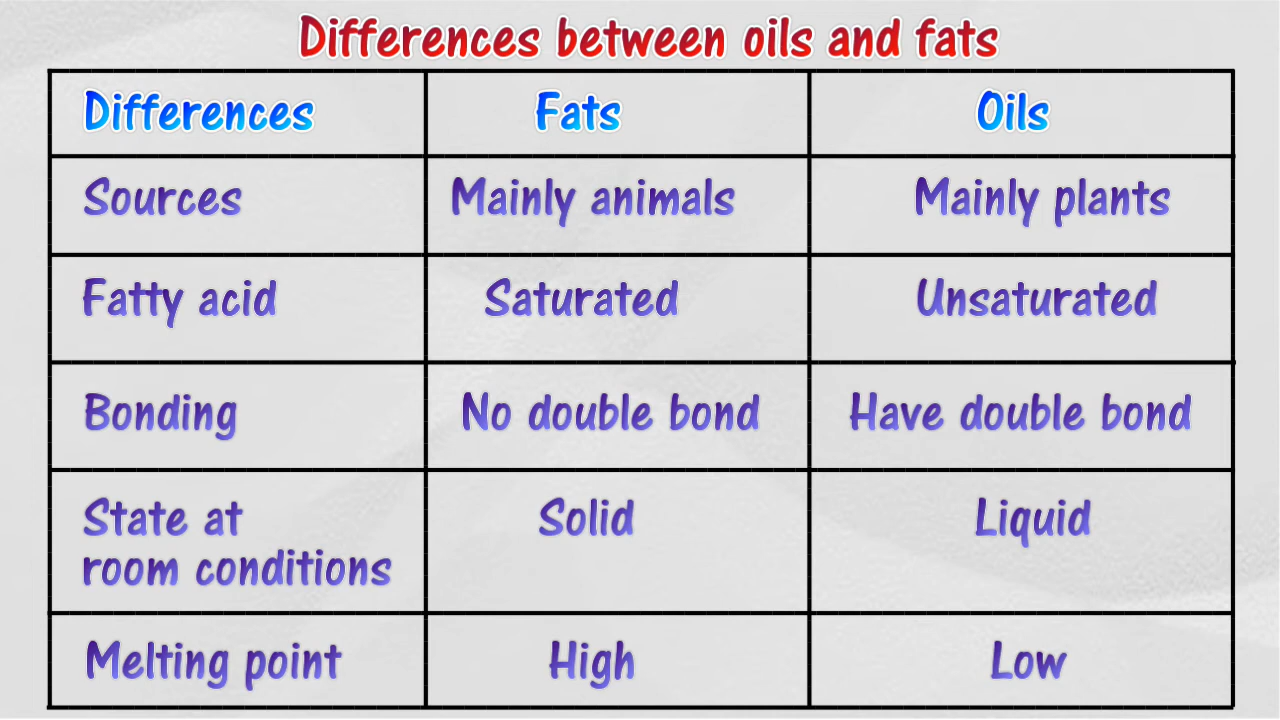 Differences between oils and fats
Differences Fats Oils
Sources Mainly animals Mainly plants
Fatty acid Saturated Unsaturated
Bonding No double bond Have double bond
State at Solid Liquid
room conditions
Melting point High Low